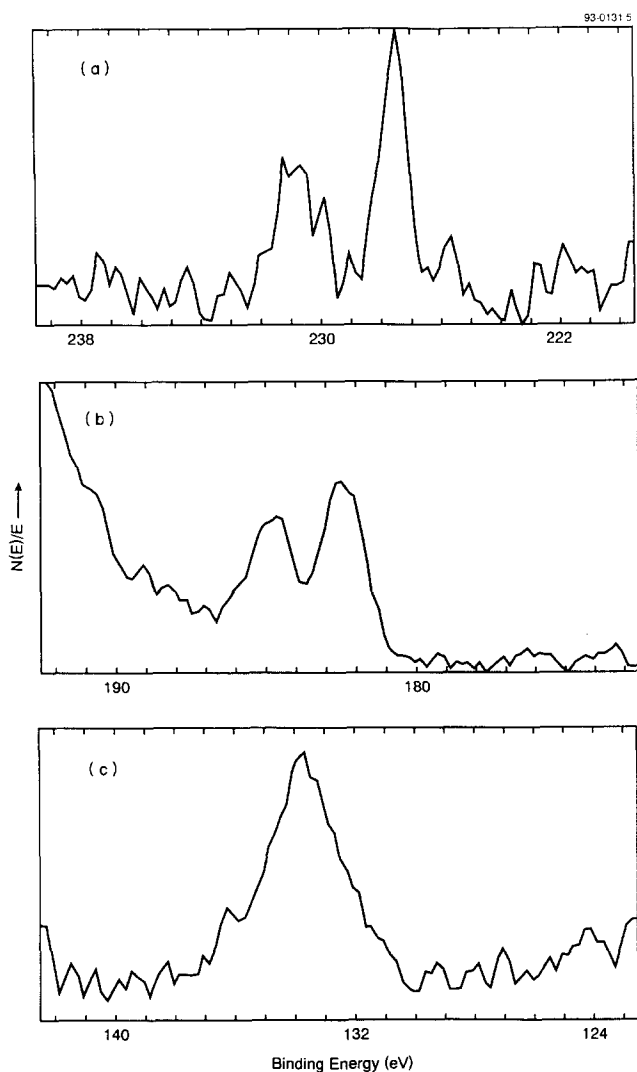 93-0131 5
(a)
238 230 222
(b)
N(E)/E
190 180
(c)
140 132 124
Binding Energy (eV)